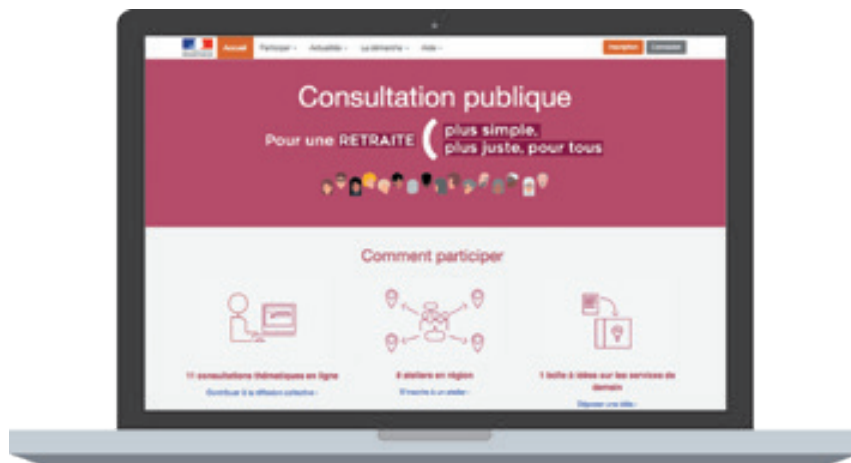 Accueil Participer Actualités La démarche Aide Inscription Connexion
Consultation publique
Pour une RETRAITE
plus simple,
plus juste, pour tous
Comment participer
11 consultations thématiques en ligne
Contribuer à la réflexion collective
8 ateliers en région
S'inscrire à un atelier
1 boîte à idées sur les services de
demain
Déposer une idée